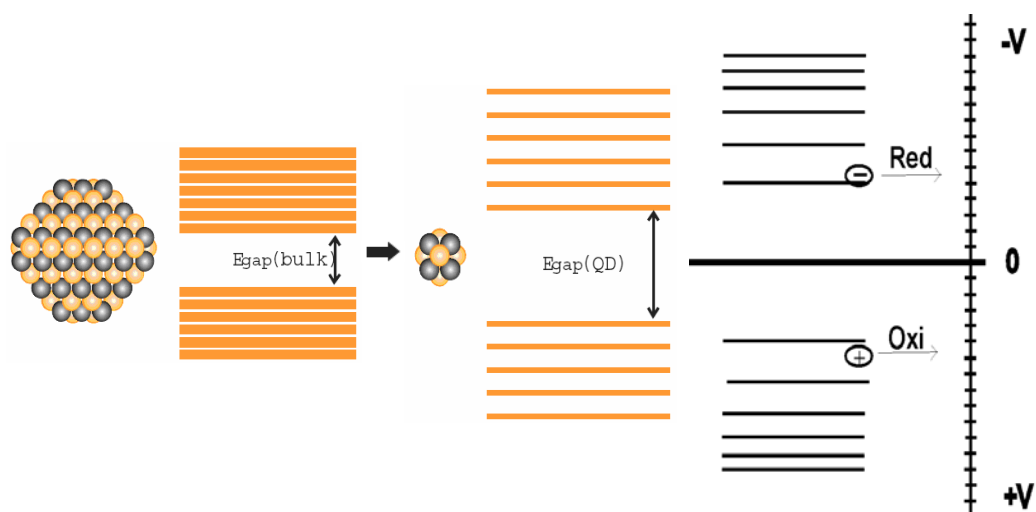 Egap(bulk)
Egap(QD)
-V
Red
−
0
Oxi
+
+V